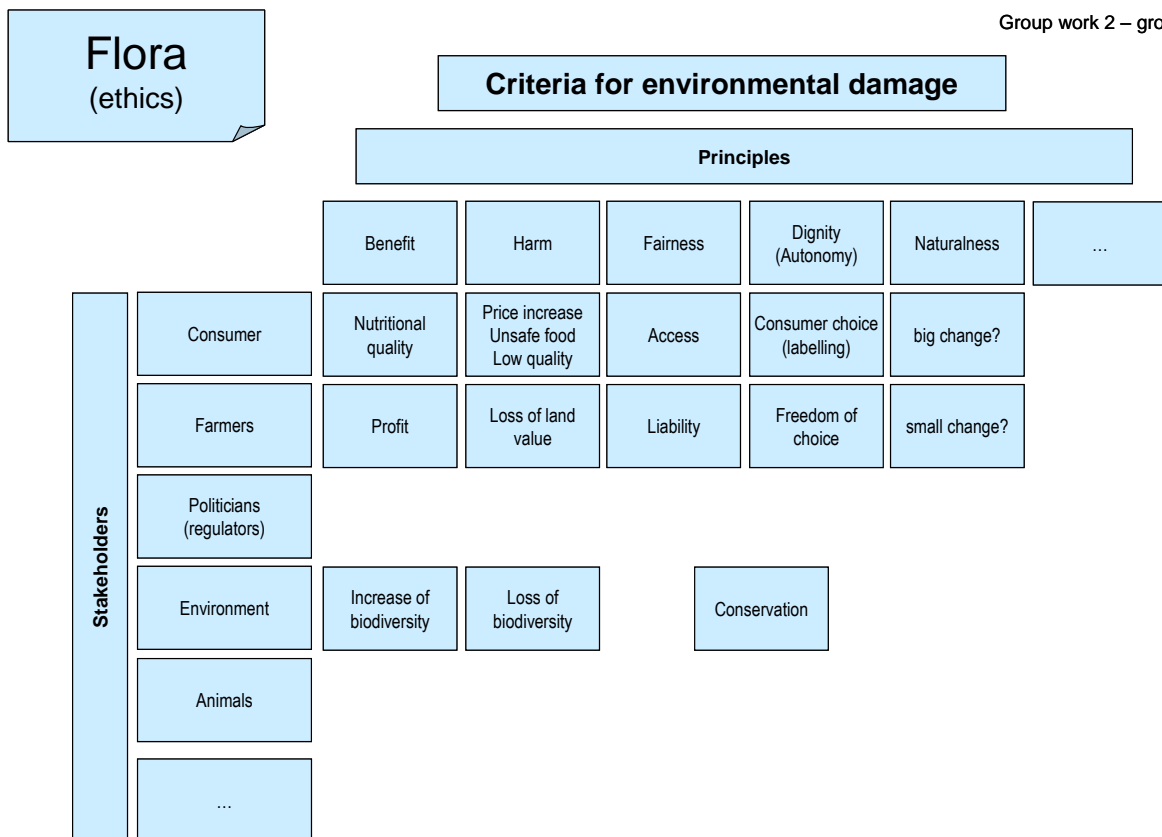 Group work 2 – gro
Flora
(ethics)
Criteria for environmental damage
Principles
Benefit
Harm
Fairness
Dignity
(Autonomy)
Naturalness
…
Stakeholders
Consumer
Nutritional
quality
Price increase
Unsafe food
Low quality
Access
Consumer choice
(labelling)
big change?
Farmers
Profit
Loss of land
value
Liability
Freedom of
choice
small change?
Politicians
(regulators)
Environment
Increase of
biodiversity
Loss of
biodiversity
Conservation
Animals
…